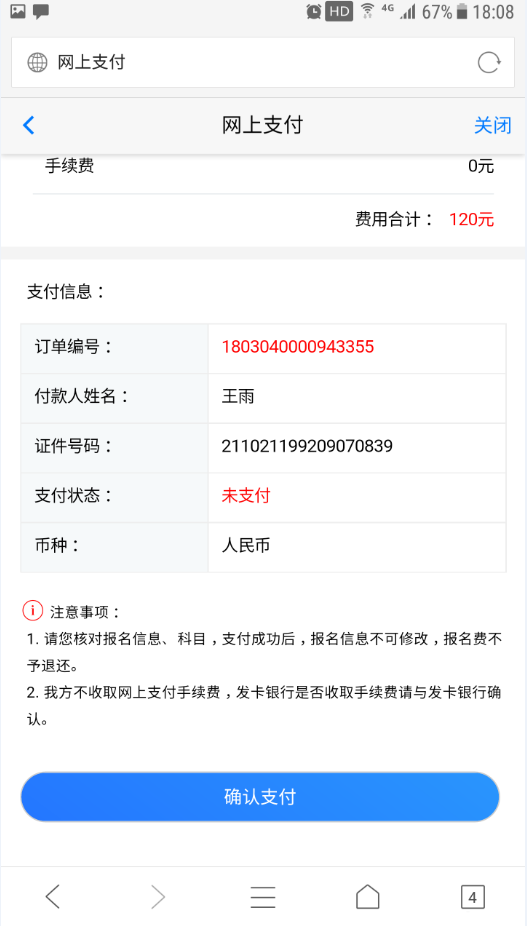 HD 4G 67% 18:08
网上支付
网上支付 关闭
手续费 0元
费用合计： 120元
支付信息：
订单编号： 1803040000943355
付款人姓名： 王雨
证件号码： 211021199209070839
支付状态： 未支付
币种： 人民币
i 注意事项：
1. 请您核对报名信息、科目，支付成功后，报名信息不可修改，报名费不
予退还。
2. 我方不收取网上支付手续费，发卡银行是否收取手续费请与发卡银行确
认。
确认支付
4